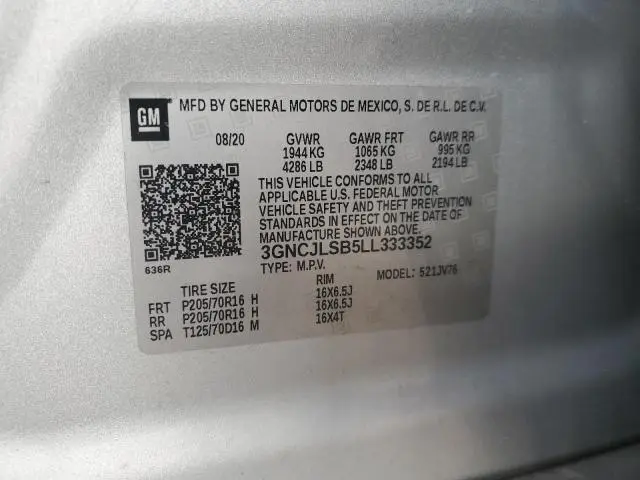 GM
MFD BY GENERAL MOTORS DE MEXICO, S. DE R.L. DE C.V.
08/20 GVWR GAWR FRT GAWR RR
1944 KG 1065 KG 995 KG
4286 LB 2348 LB 2194 LB
THIS VEHICLE CONFORMS TO ALL
APPLICABLE U.S. FEDERAL MOTOR
VEHICLE SAFETY AND THEFT PREVENTION
STANDARDS IN EFFECT ON THE DATE OF
MANUFACTURE SHOWN ABOVE.
3GNCJLSB5LL333352
636R TYPE: M.P.V. MODEL: 521JV76
TIRE SIZE RIM
FRT P205/70R16 H 16X6.5J
RR P205/70R16 H 16X6.5J
SPA T125/70D16 M 16X4T